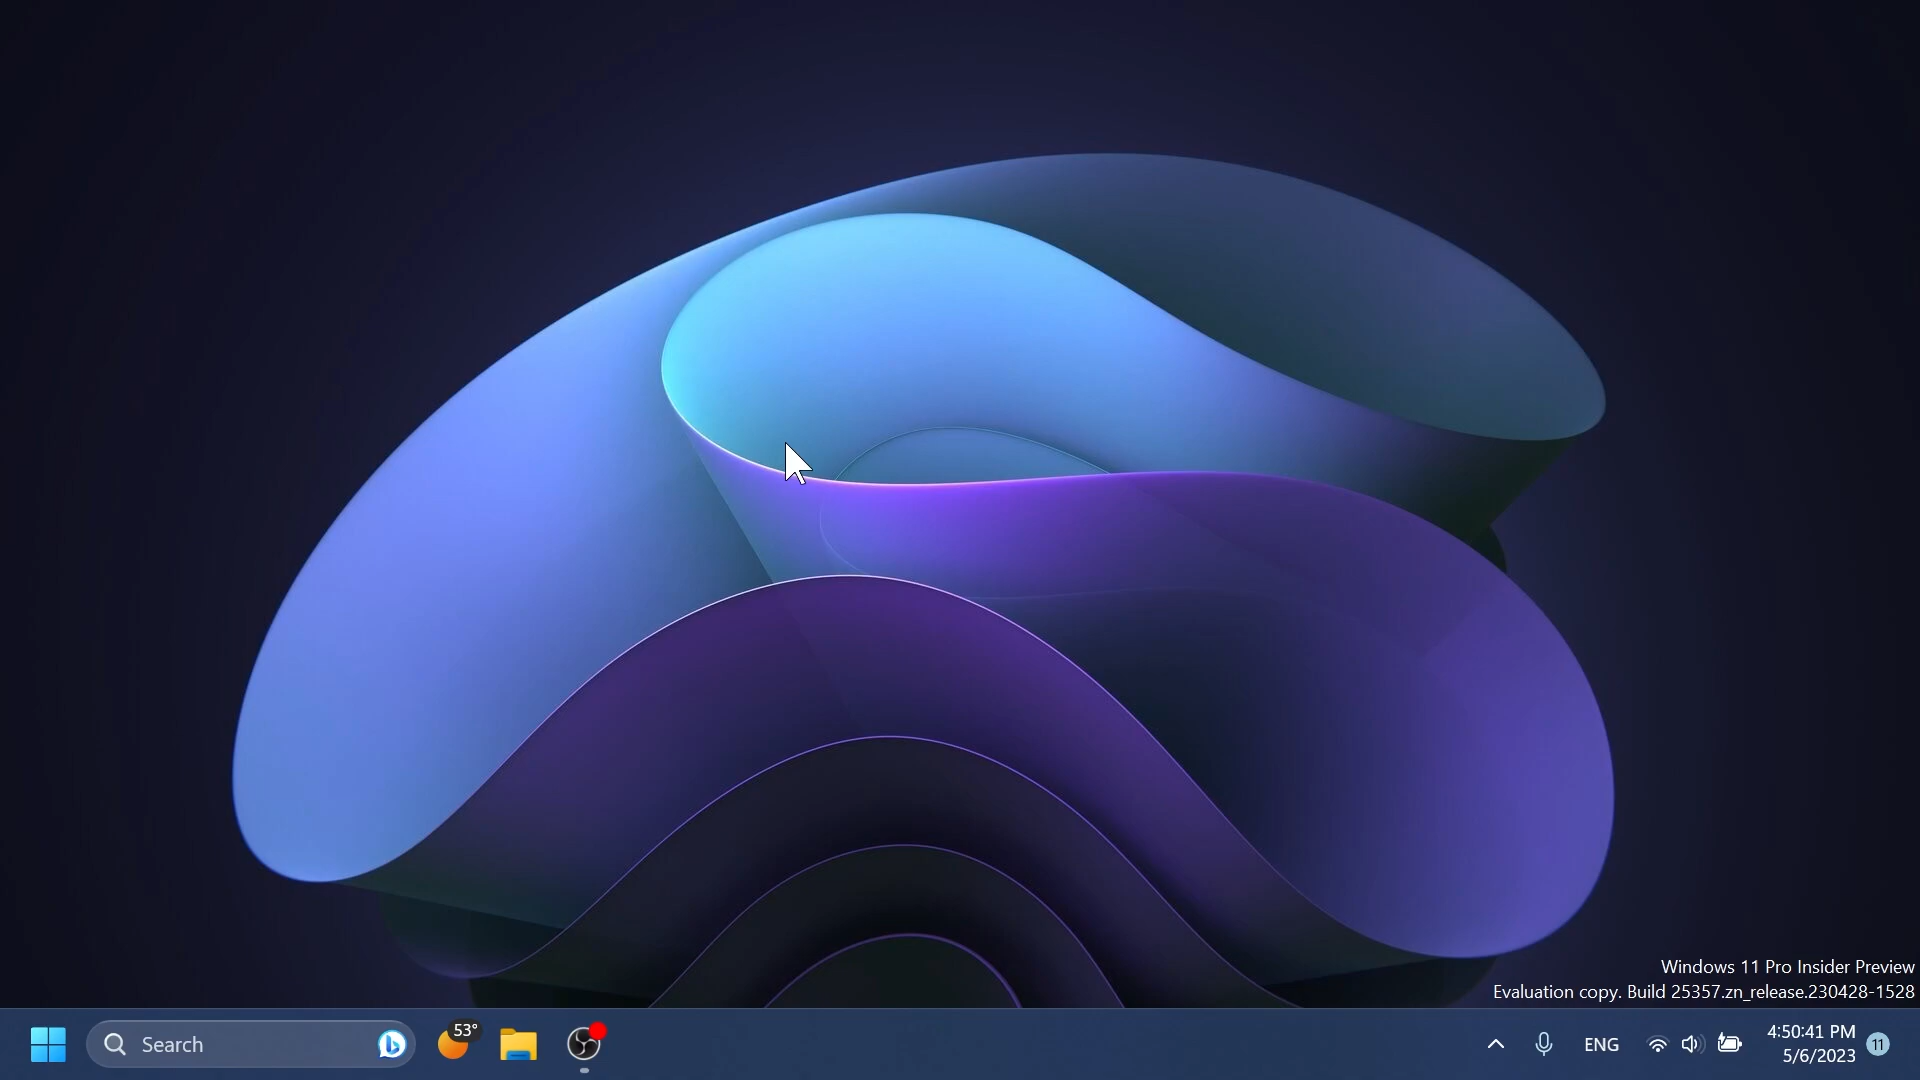 Windows 11 Pro Insider Preview
Evaluation copy. Build 25357.zn_release.230428-1528
Search
53°
ENG
4:50:41 PM
5/6/2023
11